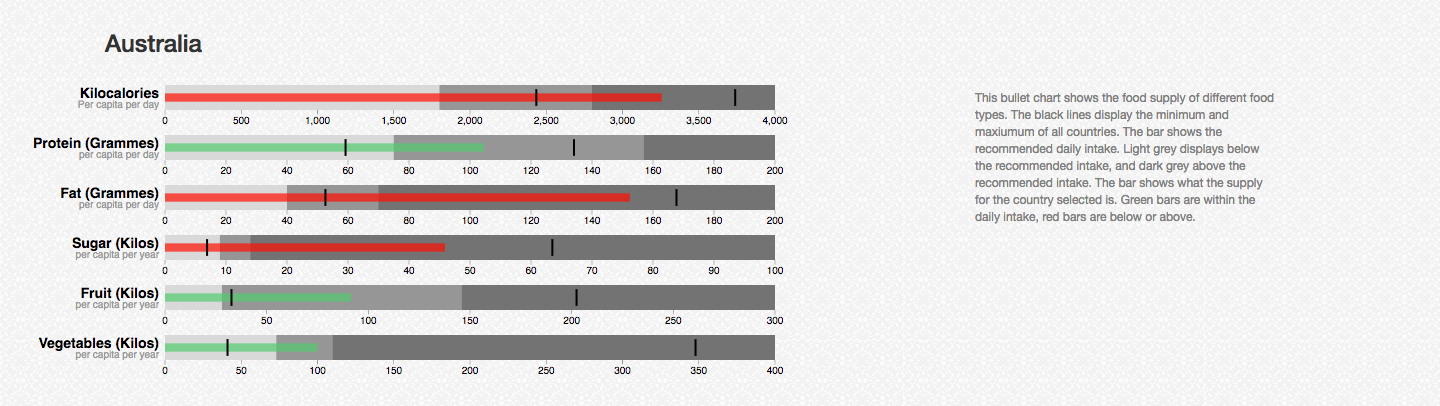 Australia
Kilocalories
Per capita per day
0 500 1,000 1,500 2,000 2,500 3,000 3,500 4,000
Protein (Grammes)
per capita per day
0 20 40 60 80 100 120 140 160 180 200
Fat (Grammes)
per capita per day
0 20 40 60 80 100 120 140 160 180 200
Sugar (Kilos)
per capita per year
0 10 20 30 40 50 60 70 80 90 100
Fruit (Kilos)
per capita per year
0 50 100 150 200 250 300
Vegetables (Kilos)
per capita per year
0 50 100 150 200 250 300 350 400
This bullet chart shows the food supply of different food
types. The black lines display the minimum and
maxiumum of all countries. The bar shows the
recommended daily intake. Light grey displays below
the recommended intake, and dark grey above the
recommended intake. The bar shows what the supply
for the country selected is. Green bars are within the
daily intake, red bars are below or above.